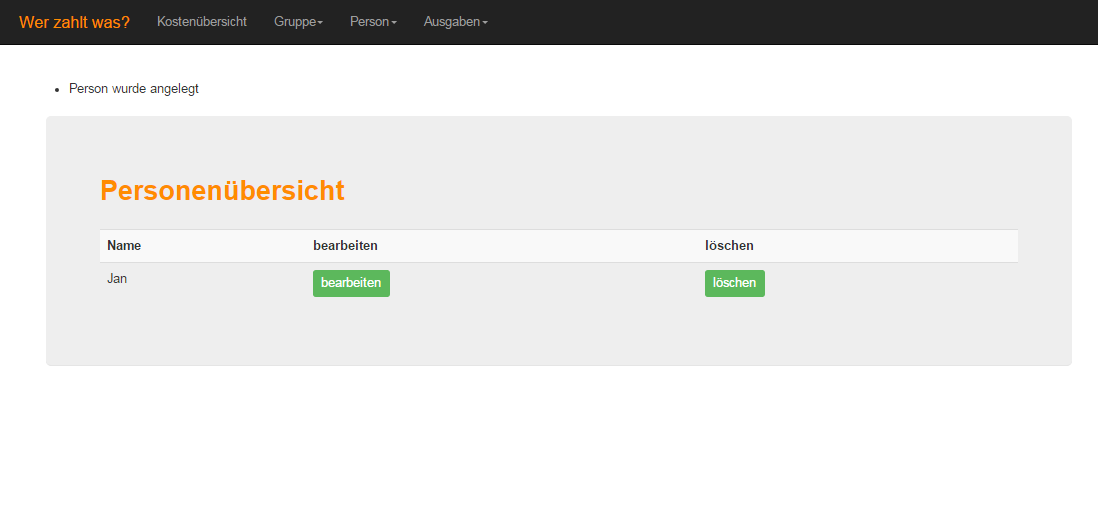 Wer zahlt was? Kostenübersicht Gruppe Person Ausgaben
Person wurde angelegt
Personenübersicht
Name bearbeiten löschen
Jan bearbeiten löschen